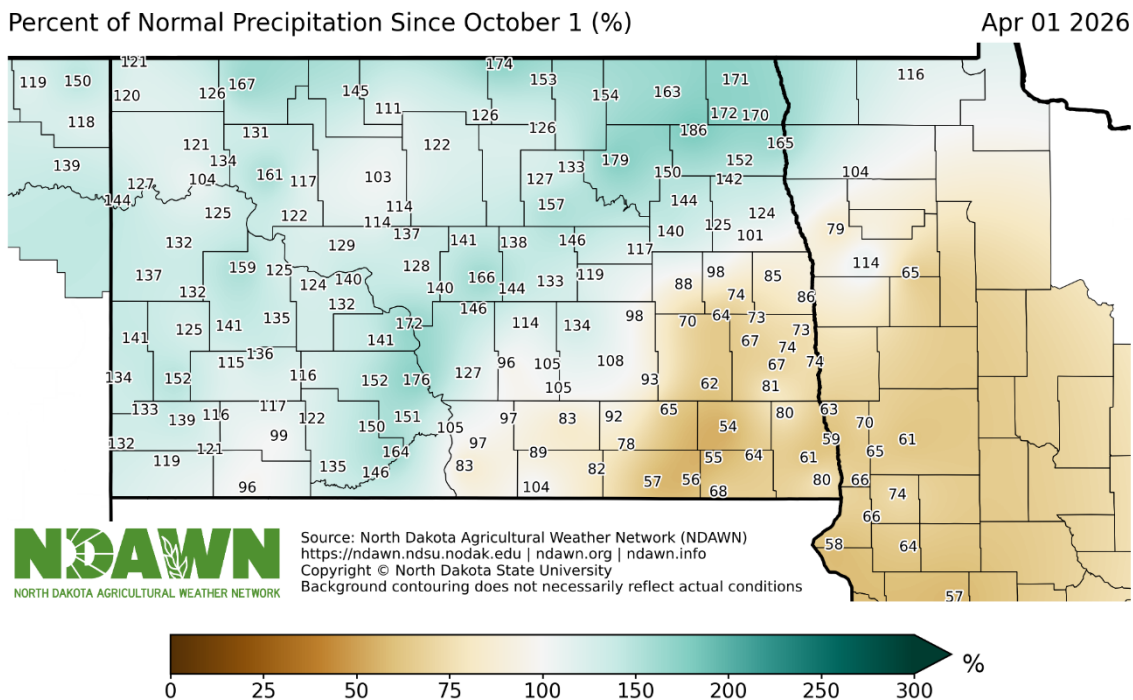 Percent of Normal Precipitation Since October 1 (%) Apr 01 2026
121 174
119 150 167 153 171 116
120 126 145 154 163
111 126 172 170
118 131 126 186
121 122 165
139 134 133 179 152
104 161 117 103 127 150 142 104
127
144 114 157 144
125 122 114 125 124 79
132 129 137 141 138 146 140 101
117
159 125 128 166 133 119 98 85 114 65
137 124 140 140 144 88
132 132 146 74 86
135 172 114 134 98 70 64 73
141 125 141 141 67 73
136 74
115 96 105 108 67 74
134 152 116 152 176 127 105 93 62 81
133 139 116 117 122 151 97 83 92 65 80 63 70
99 150 105 54 59 61
132 121 97 89 78 65
119 135 164 83 82 55 64 61
96 146 104 57 56 68 80 66 74
66
58 64
57
NDAWN
NORTH DAKOTA AGRICULTURAL WEATHER NETWORK
Source: North Dakota Agricultural Weather Network (NDAWN)
https://ndawn.ndsu.nodak.edu | ndawn.org | ndawn.info
Copyright © North Dakota State University
Background contouring does not necessarily reflect actual conditions
0 25 50 75 100 150 200 250 300 %